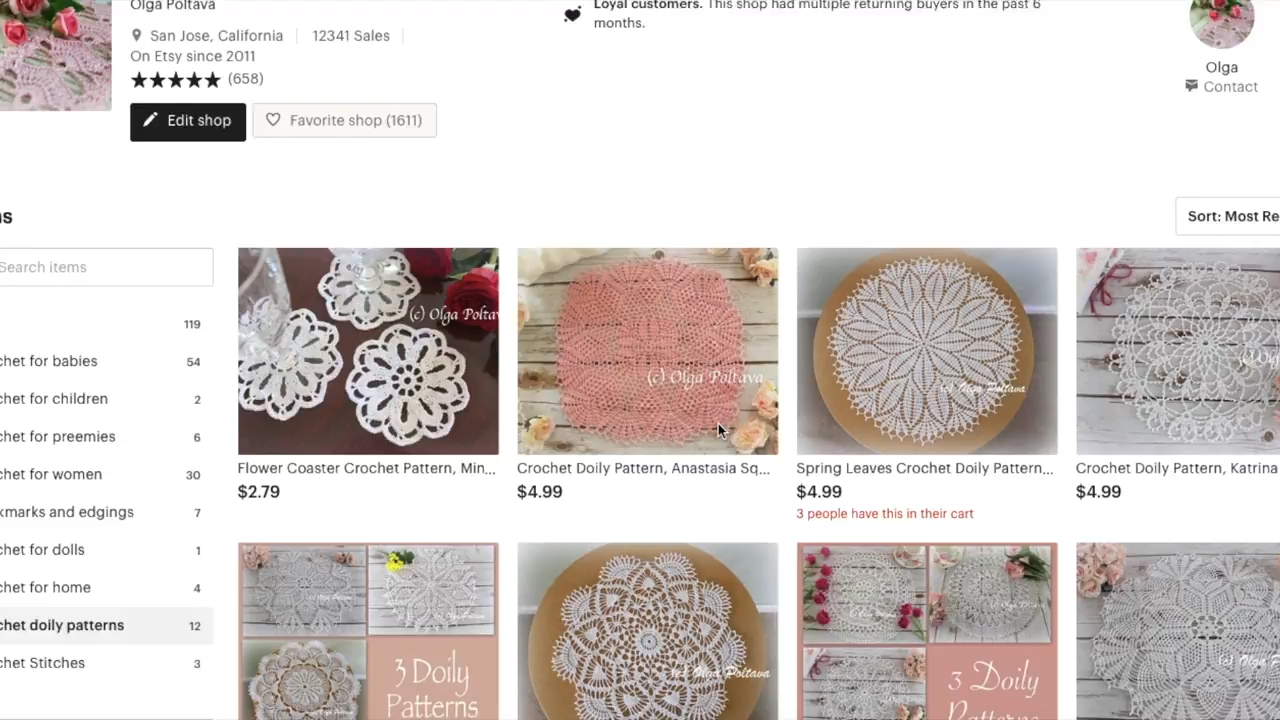 Olga Poltava
Loyal customers. This shop had multiple returning buyers in the past 6
months.
San Jose, California
12341 Sales
On Etsy since 2011
(658)
Olga
Contact
Edit shop
Favorite shop (1611)
Sort: Most Re
Search items
119
chet for babies 54
chet for children 2
chet for preemies 6
chet for women 30
kmarks and edgings 7
chet for dolls 1
chet for home 4
chet doily patterns 12
chet Stitches 3
(c) Olga Poltav
(c) Olga Poltava
(c) Olga Poltava
Flower Coaster Crochet Pattern, Min...
$2.79
Crochet Doily Pattern, Anastasia Sq...
$4.99
Spring Leaves Crochet Doily Pattern...
$4.99
3 people have this in their cart
Crochet Doily Pattern, Katrina
$4.99
3 Doily
Patterns
(c) Olga Poltava
3 Doily
Patterns